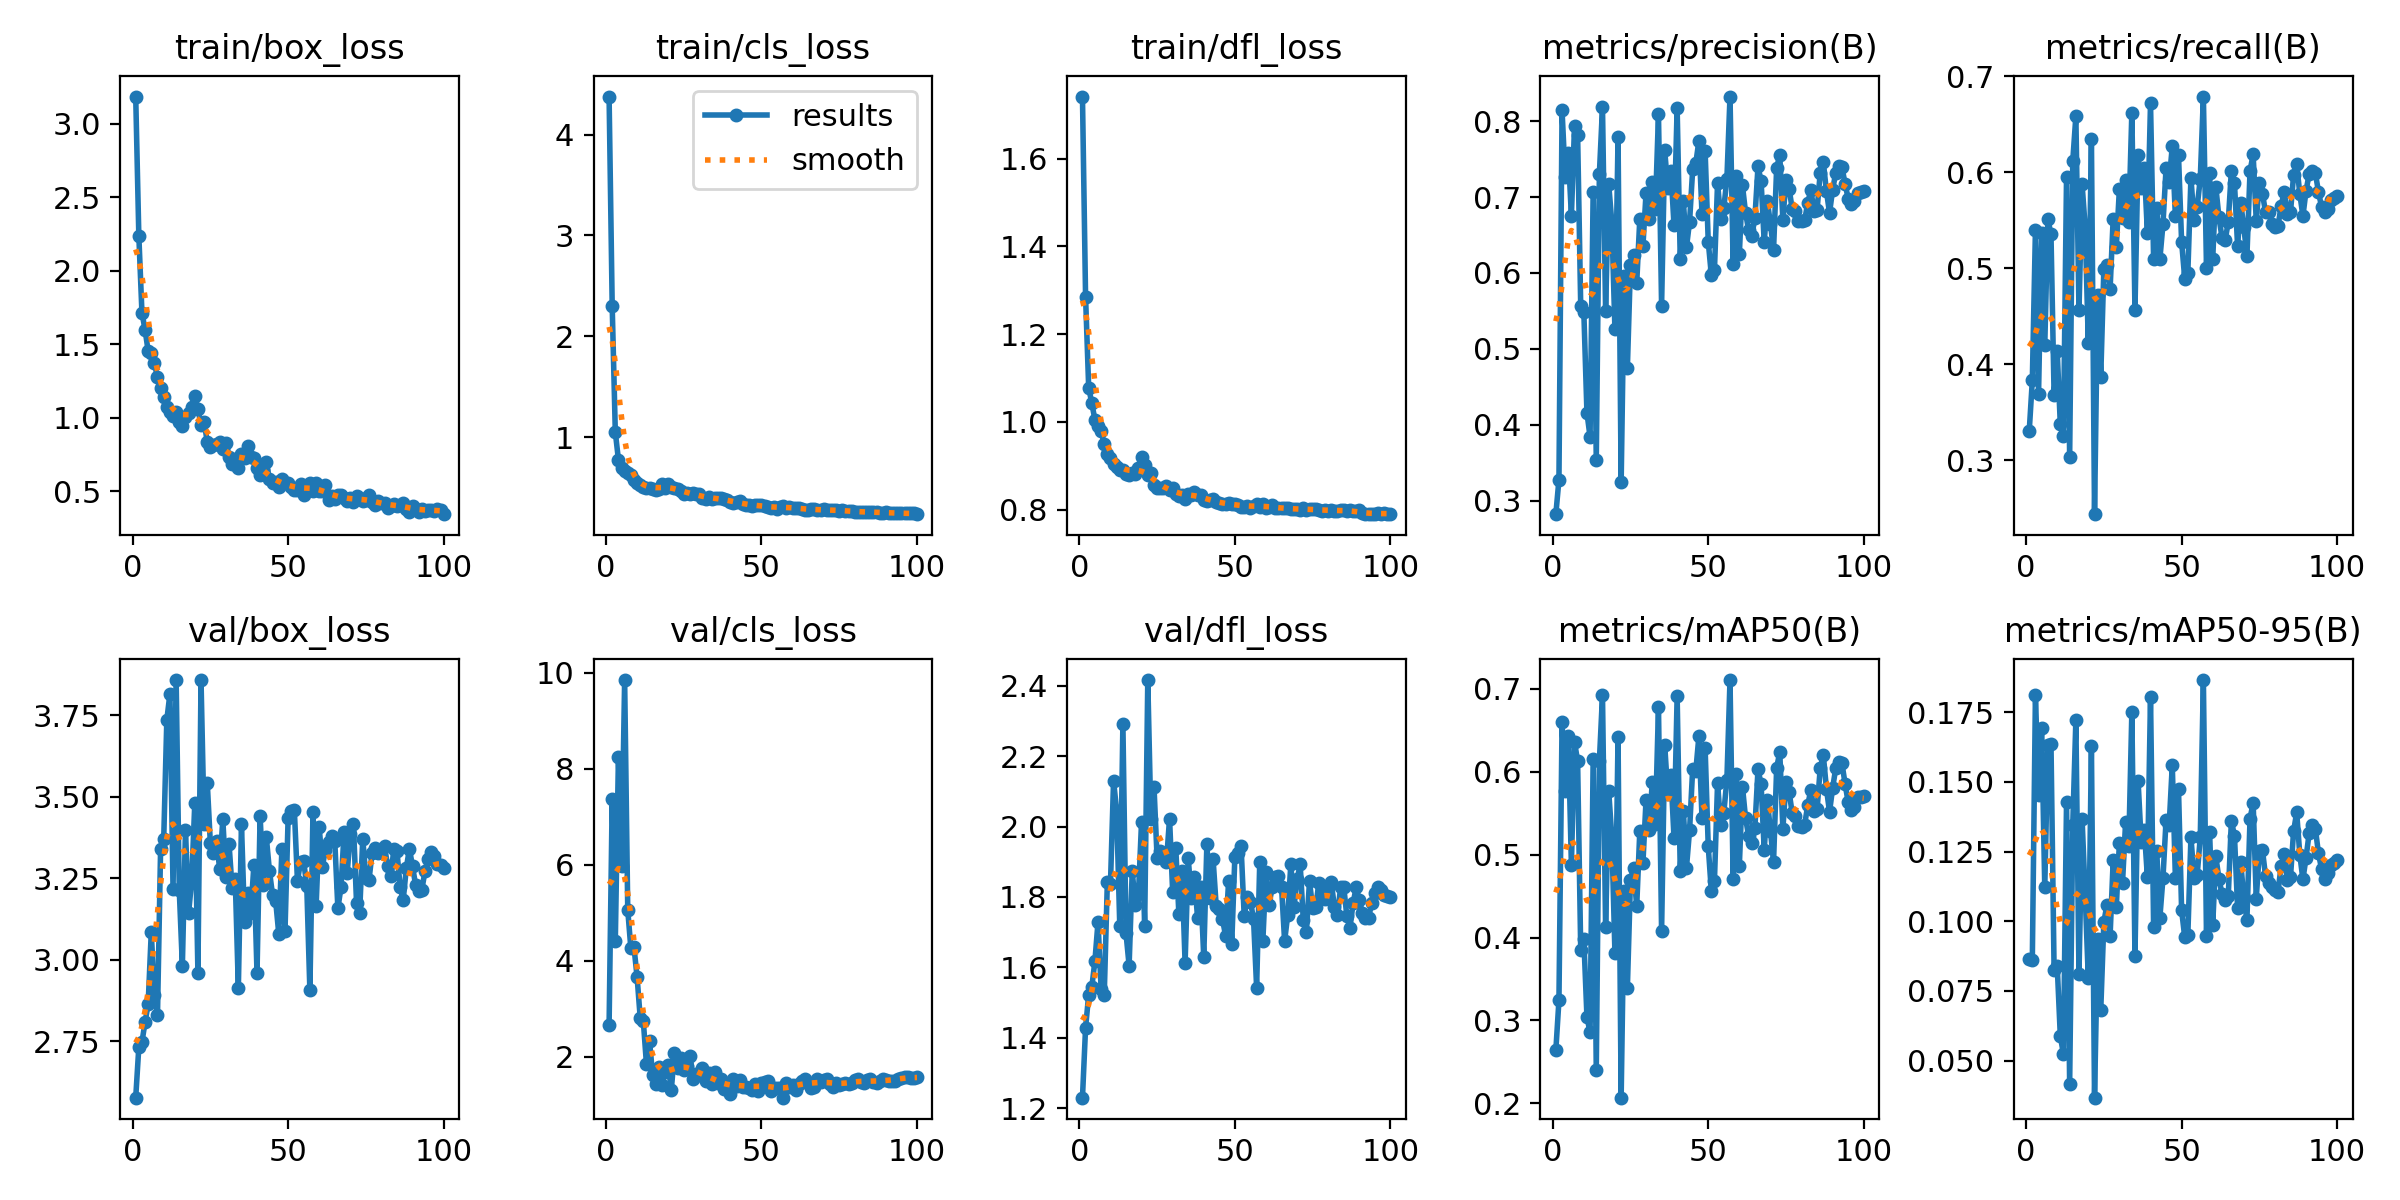 train/box_loss
3.0
2.5
2.0
1.5
1.0
0.5
0 50 100
train/cls_loss
results
smooth
4
3
2
1
0 50 100
train/dfl_loss
1.6
1.4
1.2
1.0
0.8
0 50 100
metrics/precision(B)
0.8
0.7
0.6
0.5
0.4
0.3
0 50 100
metrics/recall(B)
0.7
0.6
0.5
0.4
0.3
0 50 100
val/box_loss
3.75
3.50
3.25
3.00
2.75
0 50 100
val/cls_loss
10
8
6
4
2
0 50 100
val/dfl_loss
2.4
2.2
2.0
1.8
1.6
1.4
1.2
0 50 100
metrics/mAP50(B)
0.7
0.6
0.5
0.4
0.3
0.2
0 50 100
metrics/mAP50-95(B)
0.175
0.150
0.125
0.100
0.075
0.050
0 50 100